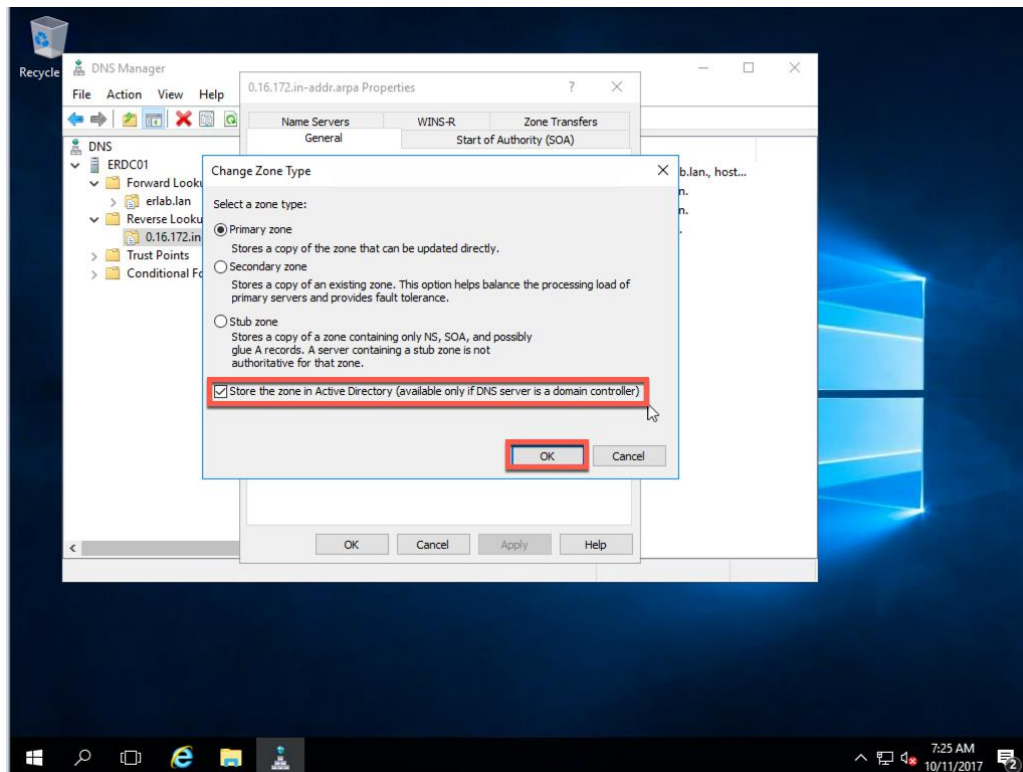 Recycle
DNS Manager
File Action View Help
0.16.172.in-addr.arpa Properties
Name Servers WINS-R Zone Transfers
General Start of Authority (SOA)
DNS
ERDC01
Forward Looku
erlab.lan
Reverse Looku
0.16.172.in
Trust Points
Conditional Fo
b.lan., host...
n.
n.
.
Change Zone Type
Select a zone type:
Primary zone
Stores a copy of the zone that can be updated directly.
Secondary zone
Stores a copy of an existing zone. This option helps balance the processing load of
primary servers and provides fault tolerance.
Stub zone
Stores a copy of a zone containing only NS, SOA, and possibly
glue A records. A server containing a stub zone is not
authoritative for that zone.
Store the zone in Active Directory (available only if DNS server is a domain controller)
OK Cancel
OK Cancel Apply Help
7:25 AM
10/11/2017
2